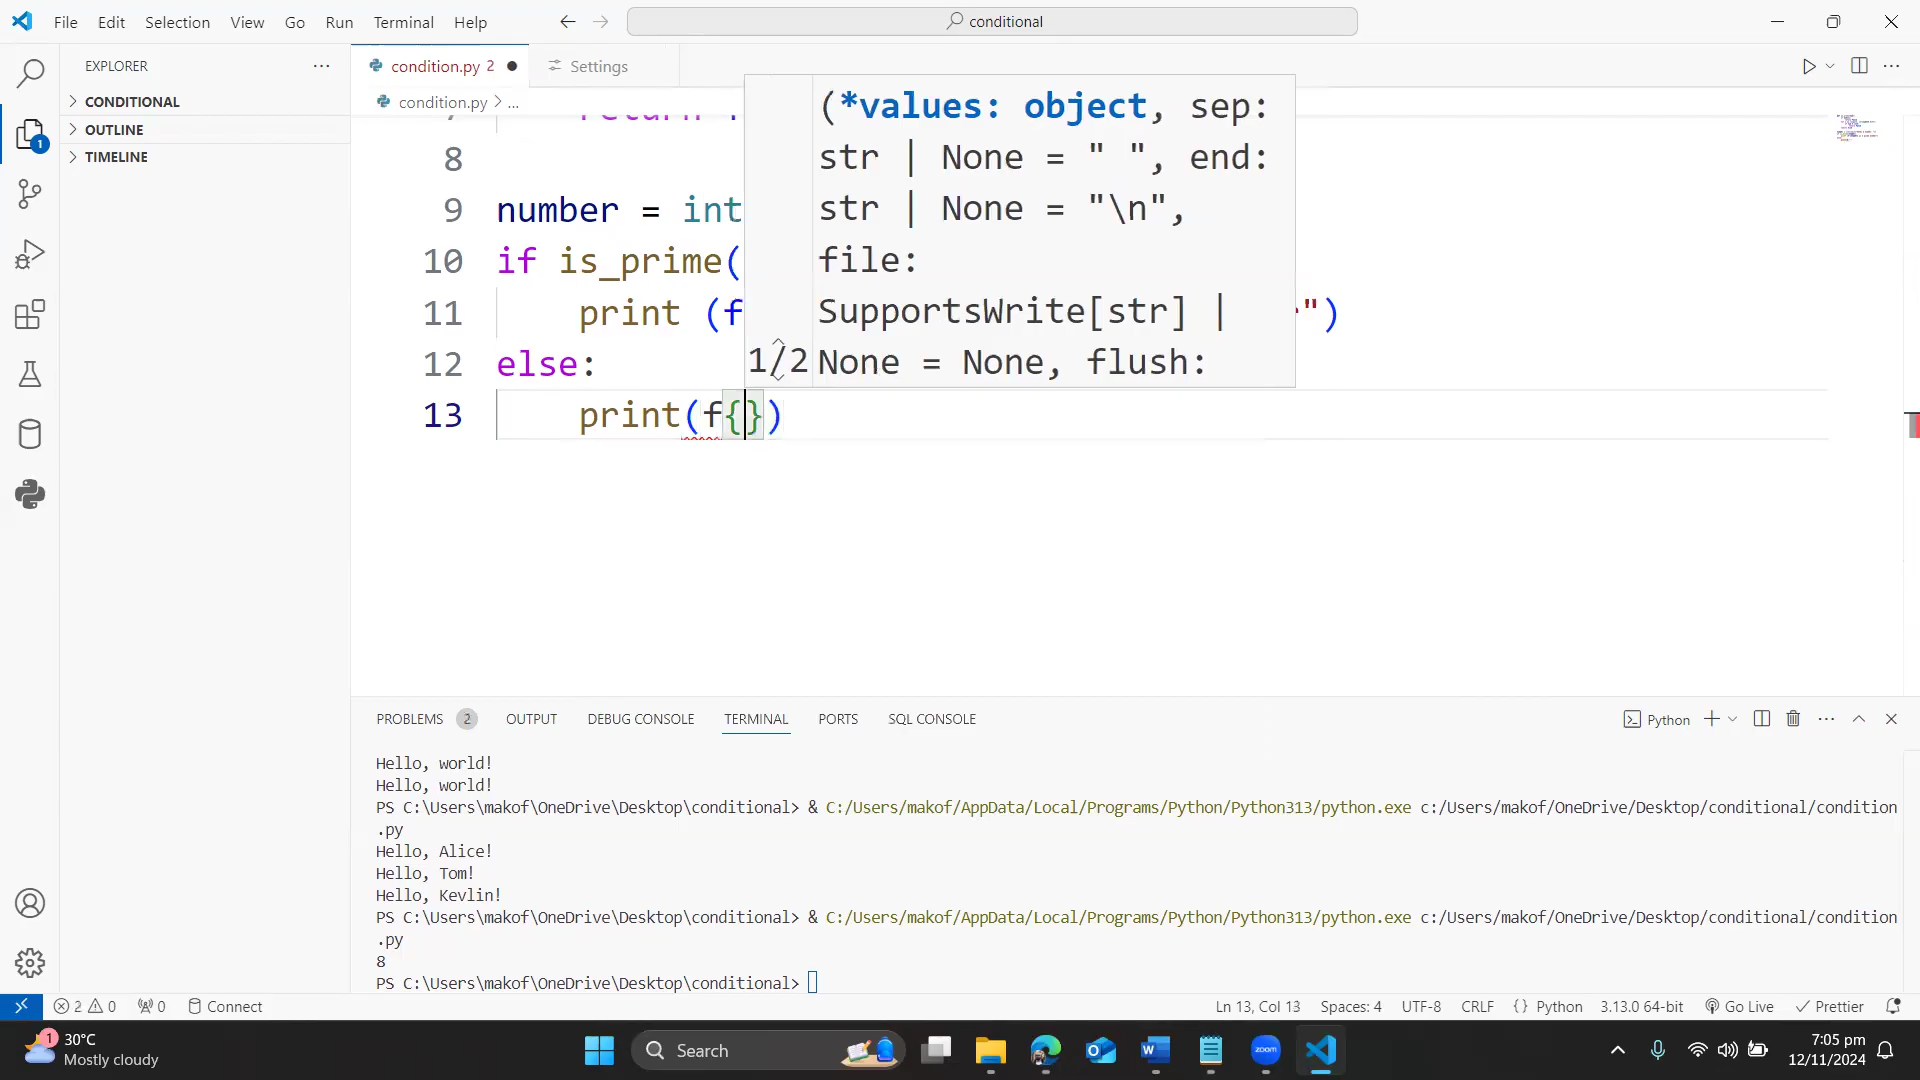 File Edit Selection View Go Run Terminal Help
conditional
EXPLORER
CONDITIONAL
OUTLINE
TIMELINE
1
condition.py 2
Settings
condition.py > ...
8
9 number = int
10 if is_prime(
11 print (f ")
12 else:
13 print(f{})
(*values: object, sep:
str | None = " ", end:
str | None = "\n",
file:
SupportsWrite[str] |
1/2 None = None, flush:
PROBLEMS 2 OUTPUT DEBUG CONSOLE TERMINAL PORTS SQL CONSOLE
Python
Hello, world!
Hello, world!
PS C:\Users\makof\OneDrive\Desktop\conditional> & C:/Users/makof/AppData/Local/Programs/Python/Python313/python.exe c:/Users/makof/OneDrive/Desktop/conditional/condition
.py
Hello, Alice!
Hello, Tom!
Hello, Kevlin!
PS C:\Users\makof\OneDrive\Desktop\conditional> & C:/Users/makof/AppData/Local/Programs/Python/Python313/python.exe c:/Users/makof/OneDrive/Desktop/conditional/condition
.py
8
PS C:\Users\makof\OneDrive\Desktop\conditional>
2 0 0 Connect
Ln 13, Col 13 Spaces: 4 UTF-8 CRLF {} Python 3.13.0 64-bit Go Live Prettier
1 30°C
Mostly cloudy
Search
zoom
7:05 pm
12/11/2024